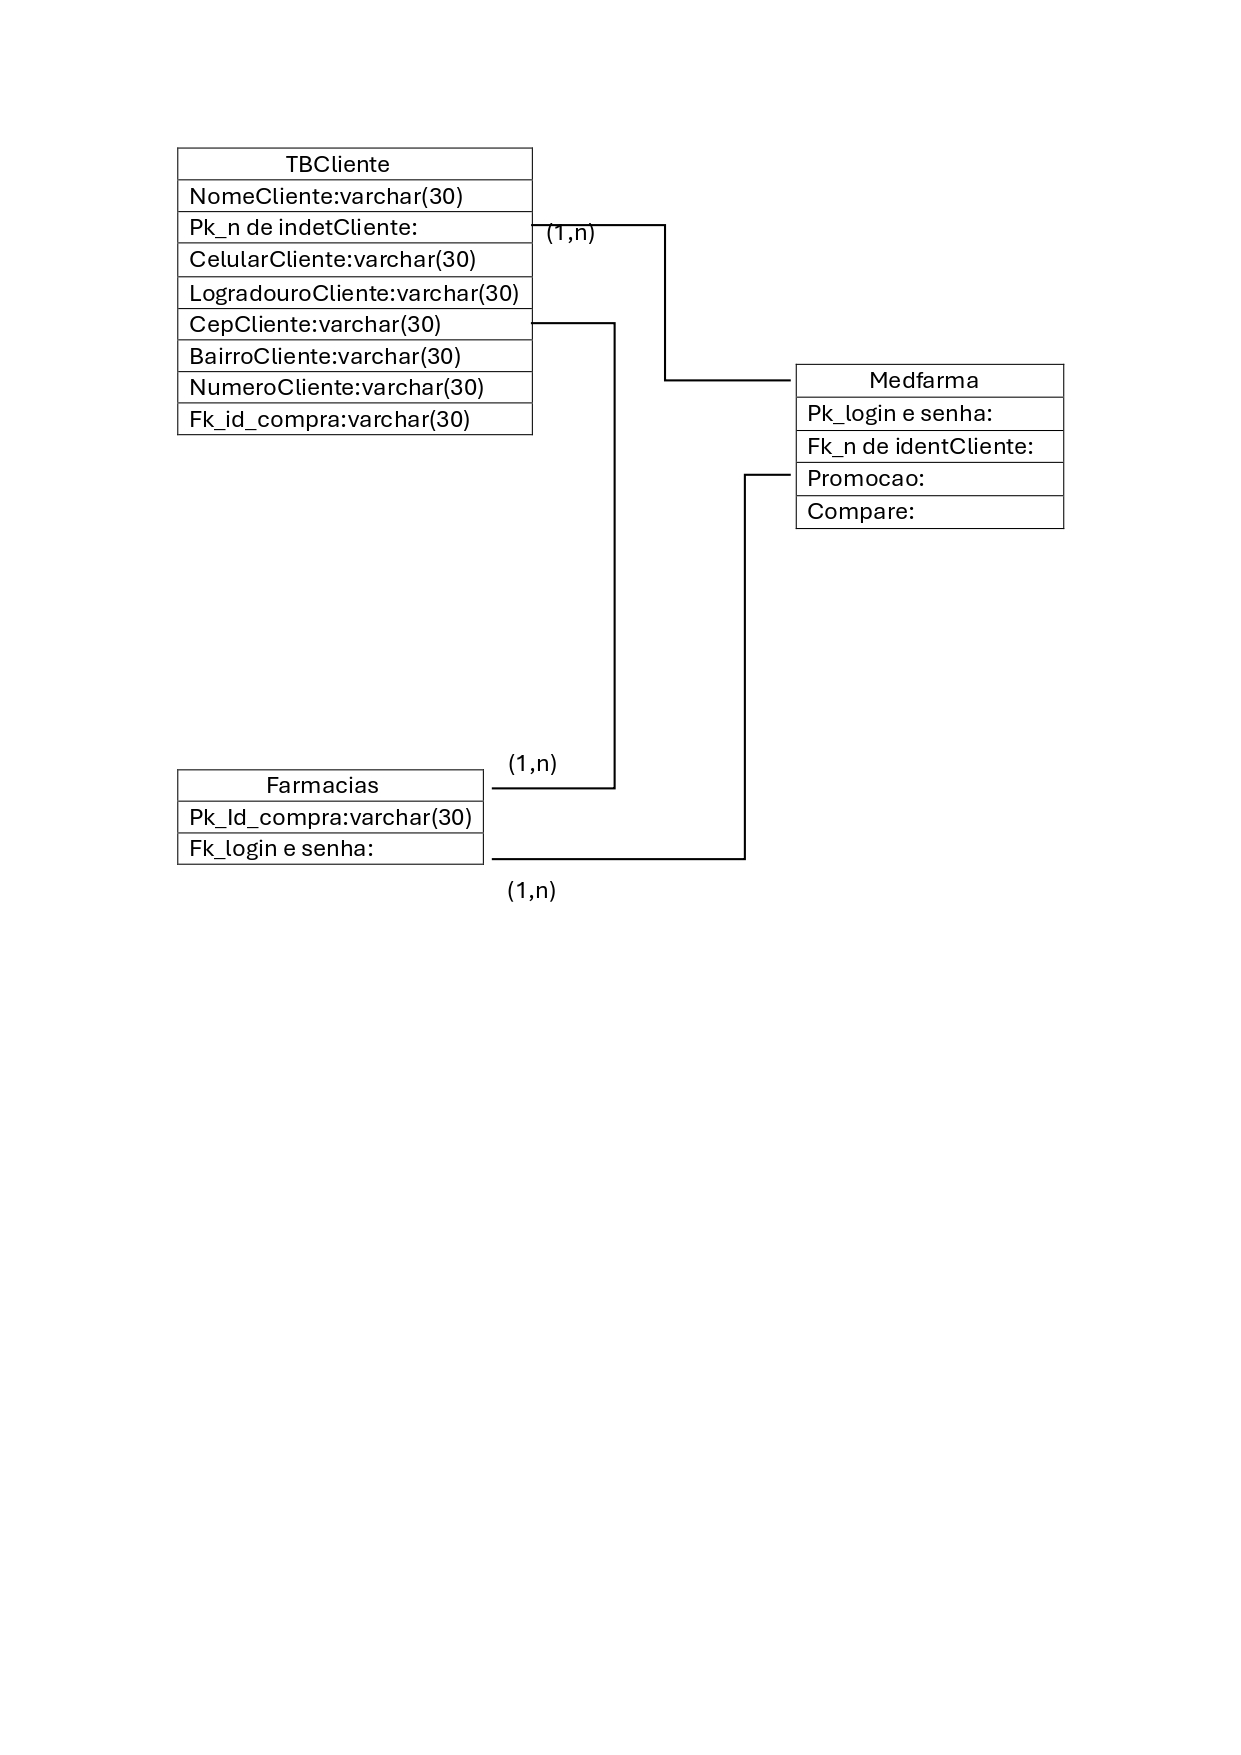 TBCliente
NomeCliente:varchar(30)
Pk_n de indetCliente:
(1,n)
CelularCliente:varchar(30)
LogradouroCliente:varchar(30)
CepCliente:varchar(30)
BairroCliente:varchar(30)
NumeroCliente:varchar(30)
Fk_id_compra:varchar(30)
Medfarma
Pk_login e senha:
Fk_n de identCliente:
Promocao:
Compare:
(1,n)
Farmacias
Pk_Id_compra:varchar(30)
Fk_login e senha:
(1,n)